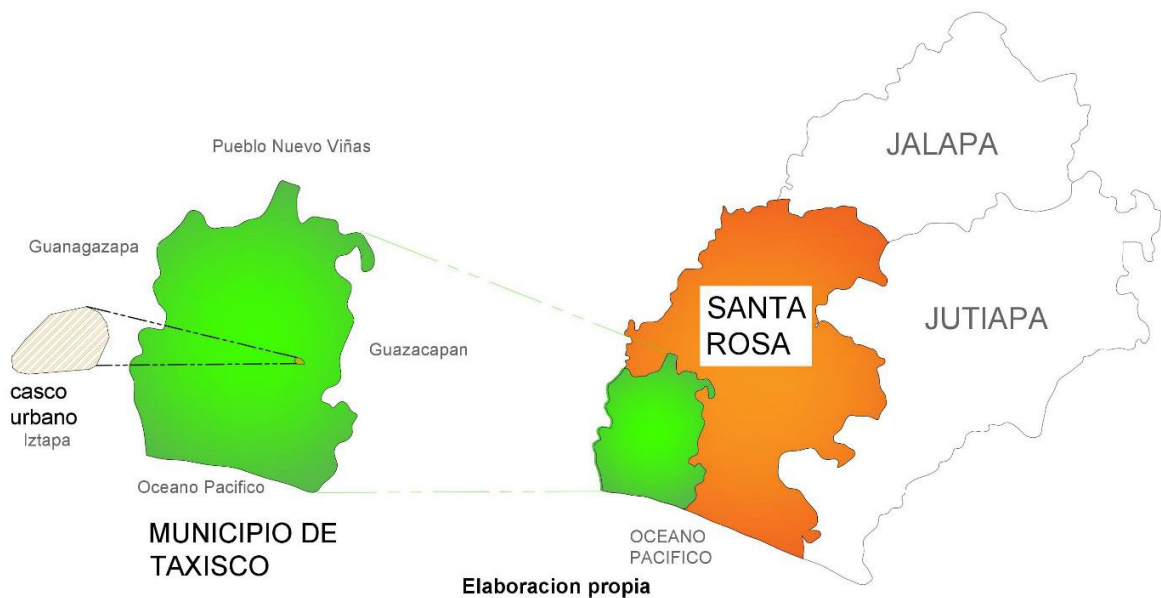 JALAPA
Pueblo Nuevo Viñas
Guanagazapa
SANTA
ROSA
JUTIAPA
Guazacapan
casco
urbano
Iztapa
Oceano Pacifico
MUNICIPIO DE
TAXISCO
OCEANO
PACIFICO
Elaboracion propia